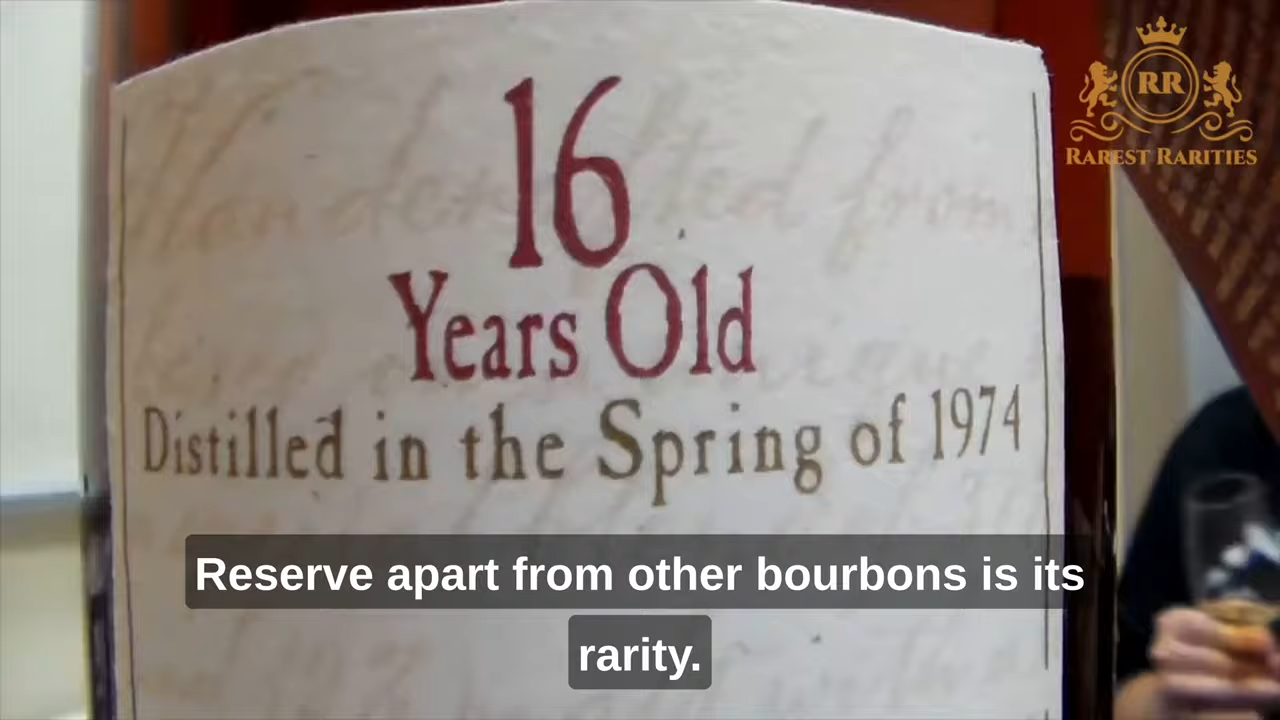 RR
RAREST RARITIES
16
Years Old
Distilled in the Spring of 1974
from
Reserve apart from other bourbons is its
rarity.